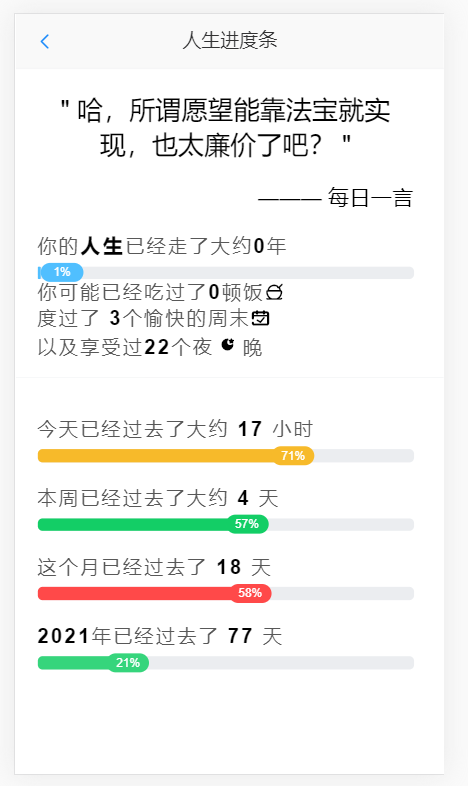 人生进度条
" 哈，所谓愿望能靠法宝就实
现，也太廉价了吧？ "
——— 每日一言
你的人生已经走了大约0年
1%
你可能已经吃过了0顿饭
度过了 3个愉快的周末
以及享受过22个夜 晚
今天已经过去了大约 17 小时
71%
本周已经过去了大约 4 天
57%
这个月已经过去了 18 天
58%
2021年已经过去了 77 天
21%